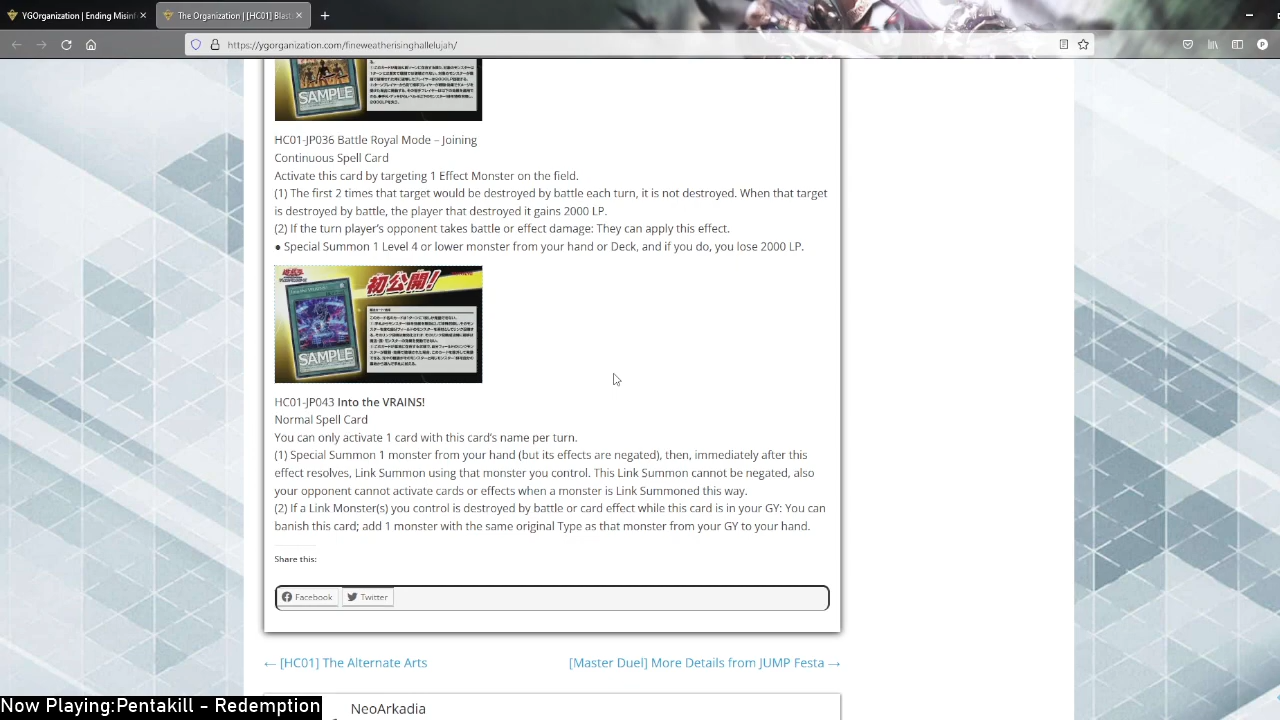 YGOrganization | Ending Minif
The Organization | [HC01] Blast
https://ygorganization.com/fineweatherisinghallelujah/
SAMPLE
HC01-JP036 Battle Royal Mode – Joining
Continuous Spell Card
Activate this card by targeting 1 Effect Monster on the field.
(1) The first 2 times that target would be destroyed by battle each turn, it is not destroyed. When that target
is destroyed by battle, the player that destroyed it gains 2000 LP.
(2) If the turn player's opponent takes battle or effect damage: They can apply this effect.
● Special Summon 1 Level 4 or lower monster from your hand or Deck, and if you do, you lose 2000 LP.
初公開!
SAMPLE
HC01-JP043 Into the VRAINS!
Normal Spell Card
You can only activate 1 card with this card's name per turn.
(1) Special Summon 1 monster from your hand (but its effects are negated), then, immediately after this
effect resolves, Link Summon using that monster you control. This Link Summon cannot be negated, also
your opponent cannot activate cards or effects when a monster is Link Summoned this way.
(2) If a Link Monster(s) you control is destroyed by battle or card effect while this card is in your GY: You can
banish this card; add 1 monster with the same original Type as that monster from your GY to your hand.
Share this:
Facebook
Twitter
← [HC01] The Alternate Arts
[Master Duel] More Details from JUMP Festa →
Now Playing:Pentakill - Redemption
NeoArkadia